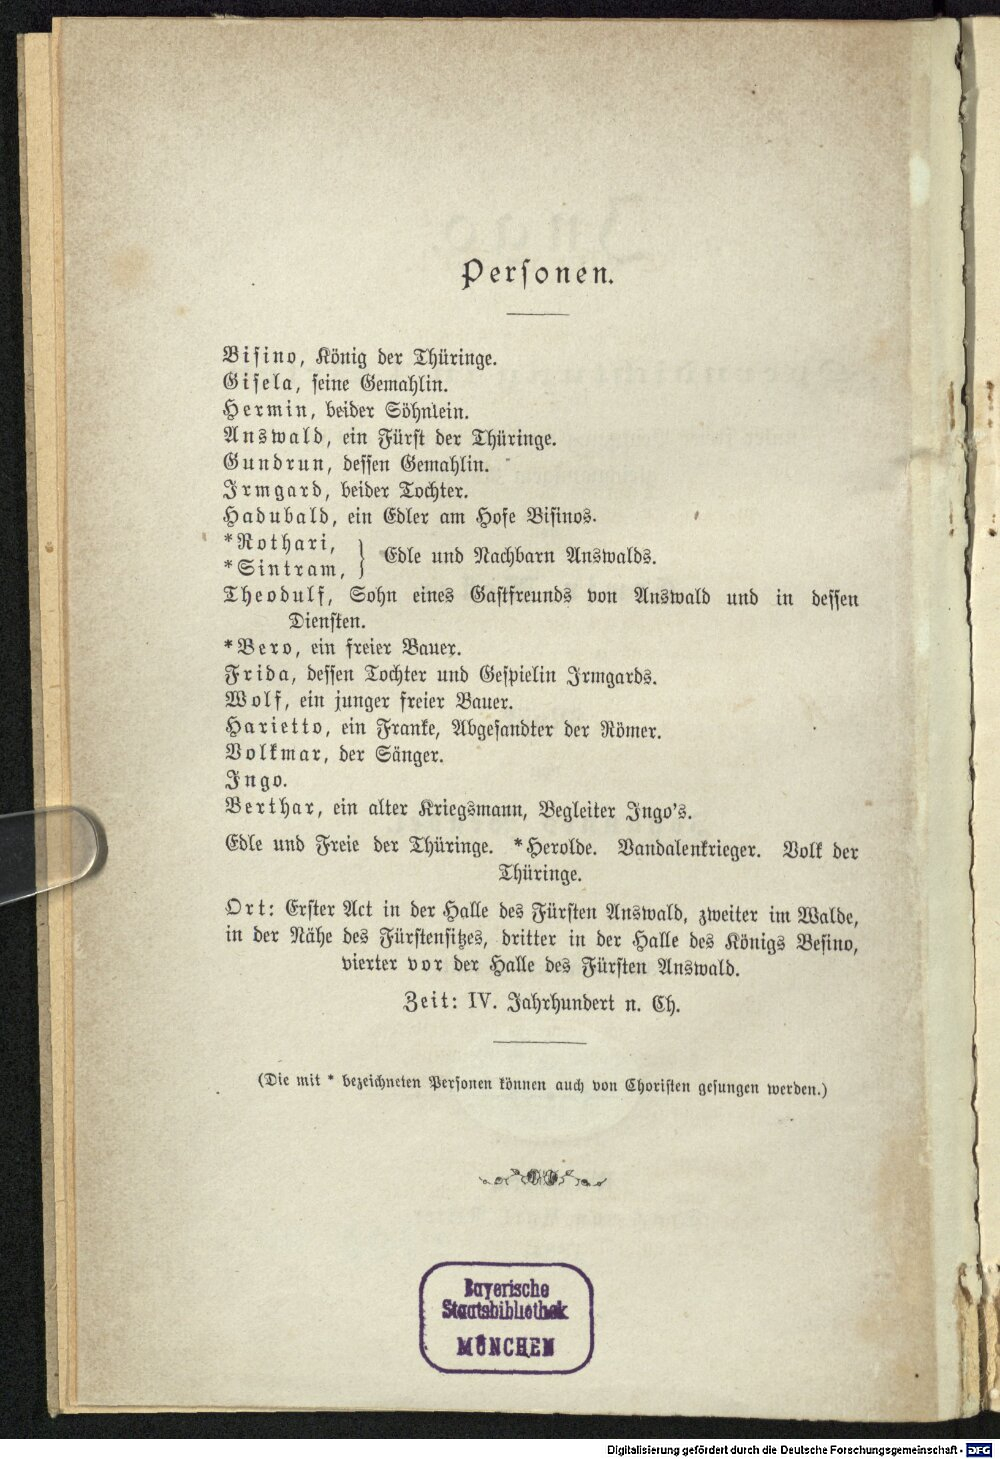 Personen.
Bisino, König der Thüringe.
Gisela, seine Gemahlin.
Hermin, beider Söhnlein.
Answald, ein Fürst der Thüringe.
Gundrun, dessen Gemahlin.
Irmgard, beider Tochter.
Hadubald, ein Edler am Hofe Bisinos.
*Rothari,
*Sintram, } Edle und Nachbarn Answalds.
Theodulf, Sohn eines Gastfreunds von Answald und in dessen
Diensten.
*Bero, ein freier Bauer.
Frida, dessen Tochter und Gespielin Irmgards.
Wolf, ein junger freier Bauer.
Harietto, ein Franke, Abgesandter der Römer.
Volkmar, der Sänger.
Ingo.
Berthar, ein alter Kriegsmann, Begleiter Ingo's.
Edle und Freie der Thüringe. *Herolde. Vandalenkrieger. Volk der
Thüringe.
Ort: Erster Act in der Halle des Fürsten Answald, zweiter im Walde,
in der Nähe des Fürstensitzes, dritter in der Halle des Königs Besino,
vierter vor der Halle des Fürsten Answald.
Zeit: IV. Jahrhundert n. Ch.
(Die mit * bezeichneten Personen können auch von Choristen gesungen werden.)
Bayerische
Staatsbibliothek
MÜNCHEN
Digitalisierung gefördert durch die Deutsche Forschungsgemeinschaft - DFG